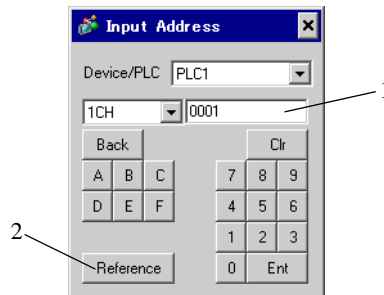 Input Address
Device/PLC PLC1
1CH 0001 1
Back Clr
A B C 7 8 9
D E F 4 5 6
1 2 3
2 Reference 0 Ent